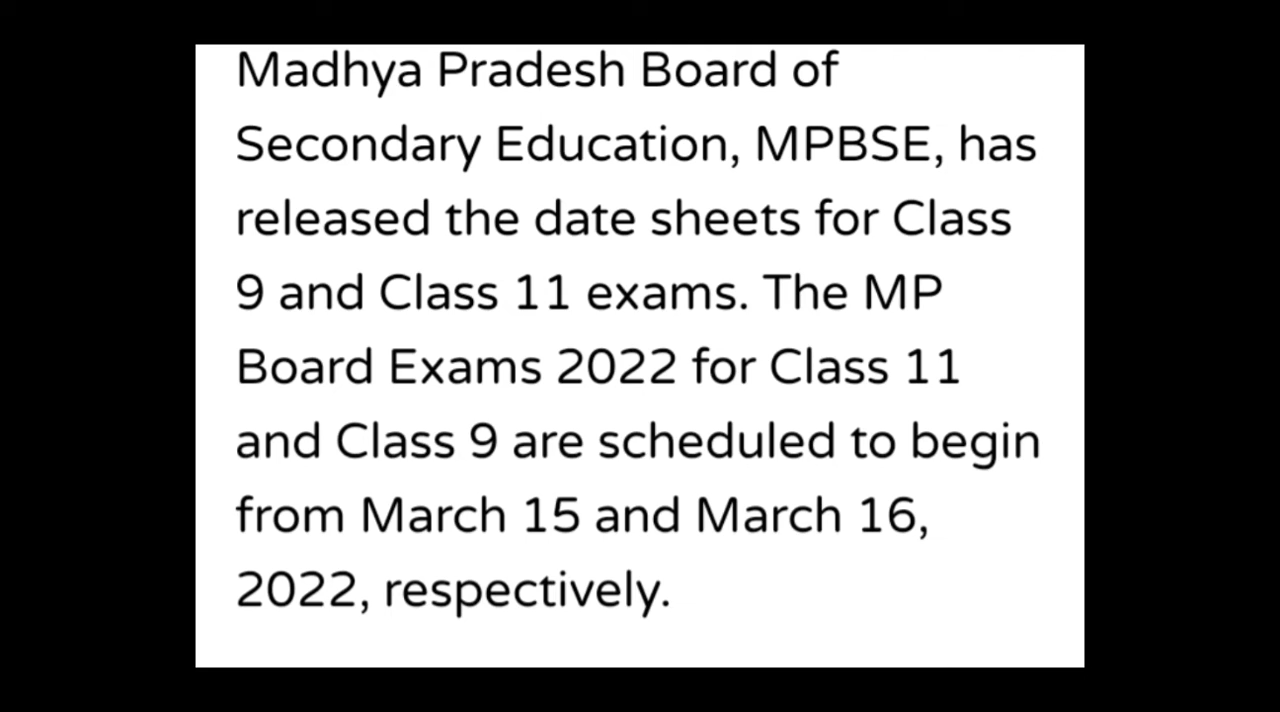 Madhya Pradesh Board of
Secondary Education, MPBSE, has
released the date sheets for Class
9 and Class 11 exams. The MP
Board Exams 2022 for Class 11
and Class 9 are scheduled to begin
from March 15 and March 16,
2022, respectively.